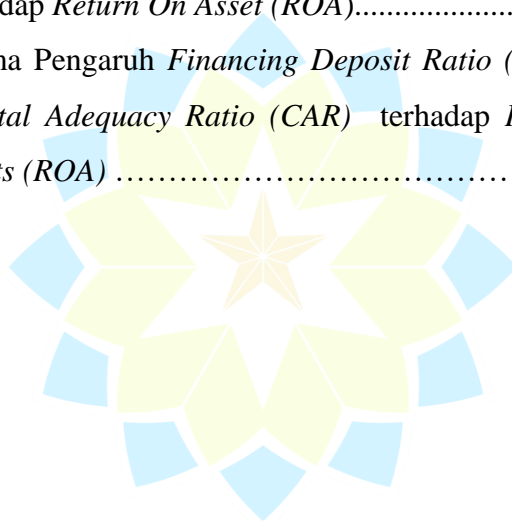 dap Return On Asset (ROA)......................
na Pengaruh Financing Deposit Ratio (
tal Adequacy Ratio (CAR) terhadap
ts (ROA) ……………………………………